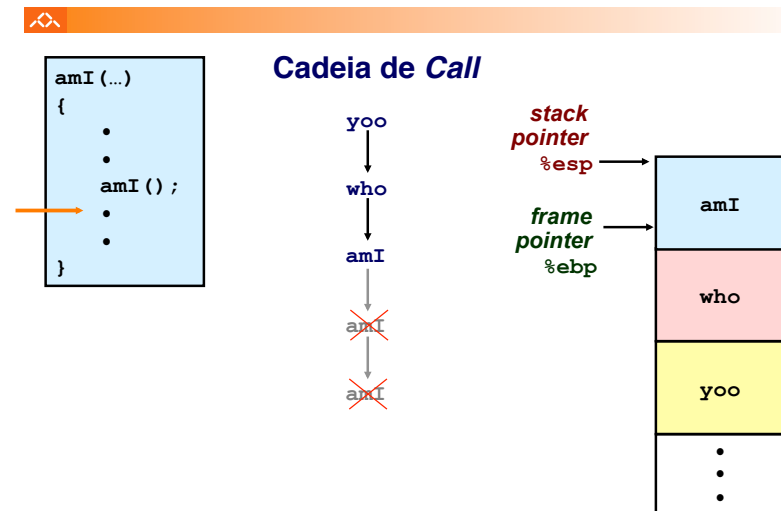 Cadeia de Call
amI(…)
{
•
•
amI();
•
•
}
yoo
who
amI
amI
amI
stack
pointer
%esp
frame
pointer
%ebp
amI
who
yoo
•
•
•